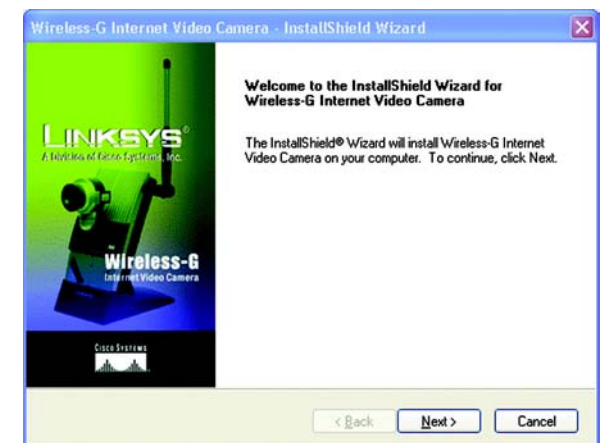 Wireless-G Internet Video Camera - InstallShield Wizard
LINKSYS®
A Division of Cisco Systems, Inc.
Wireless-G
Internet Video Camera
CISCO SYSTEMS
Welcome to the InstallShield Wizard for
Wireless-G Internet Video Camera
The InstallShield® Wizard will install Wireless-G Internet
Video Camera on your computer. To continue, click Next.
< Back
Next >
Cancel